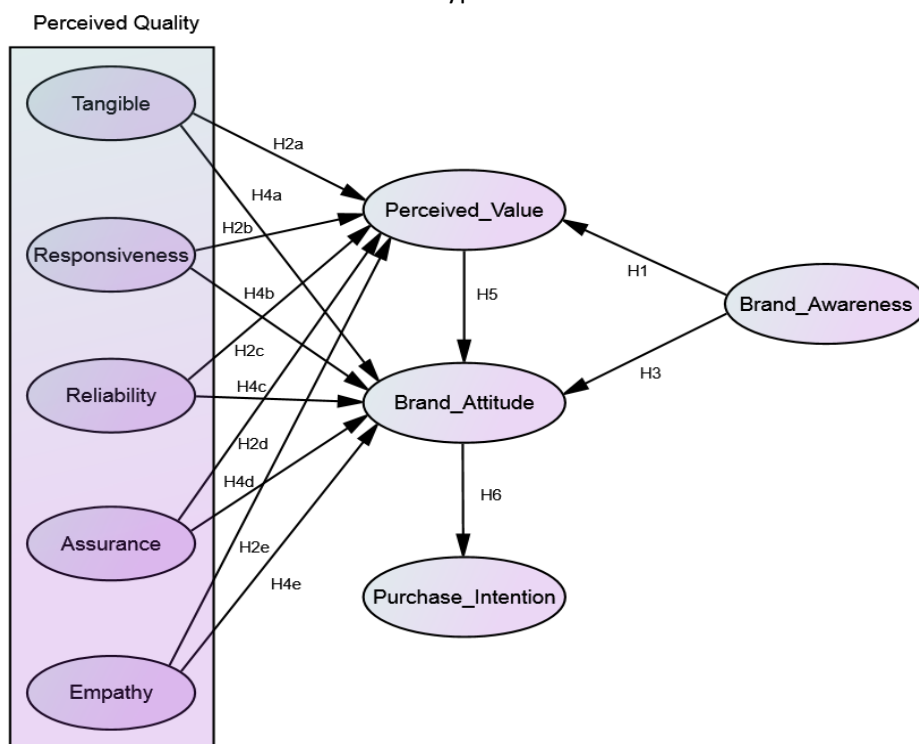 Perceived Quality
Tangible
H2a
H4a
Perceived_Value
Responsiveness
H2b
H1
H4b
H5
Brand_Awareness
H2c
H3
Reliability
H4c
Brand_Attitude
H2d
H4d
H6
Assurance
H2e
H4e
Purchase_Intention
Empathy